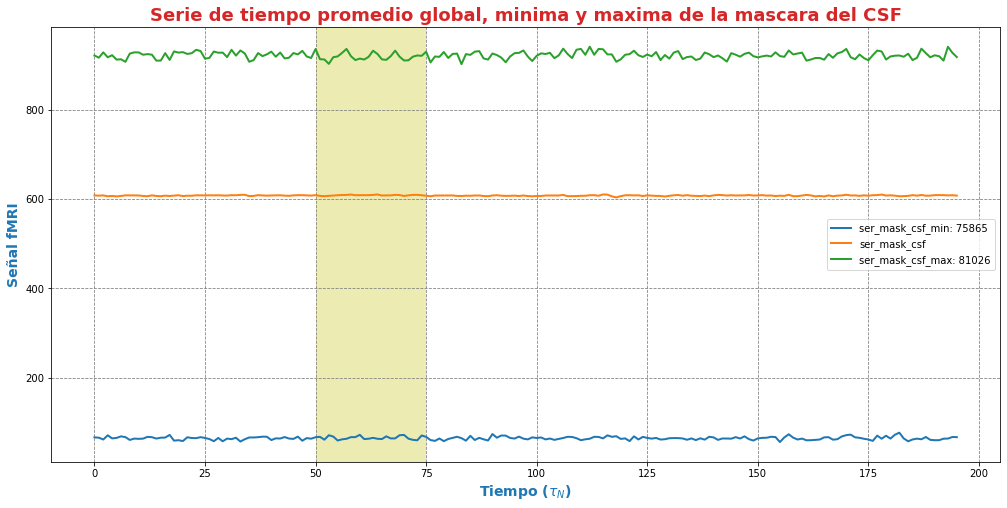 Serie de tiempo promedio global, minima y maxima de la mascara del CSF
Señal fMRI
800
600
400
200
ser_mask_csf_min: 75865
ser_mask_csf
ser_mask_csf_max: 81026
0 25 50 75 100 125 150 175 200
Tiempo (τ_N)